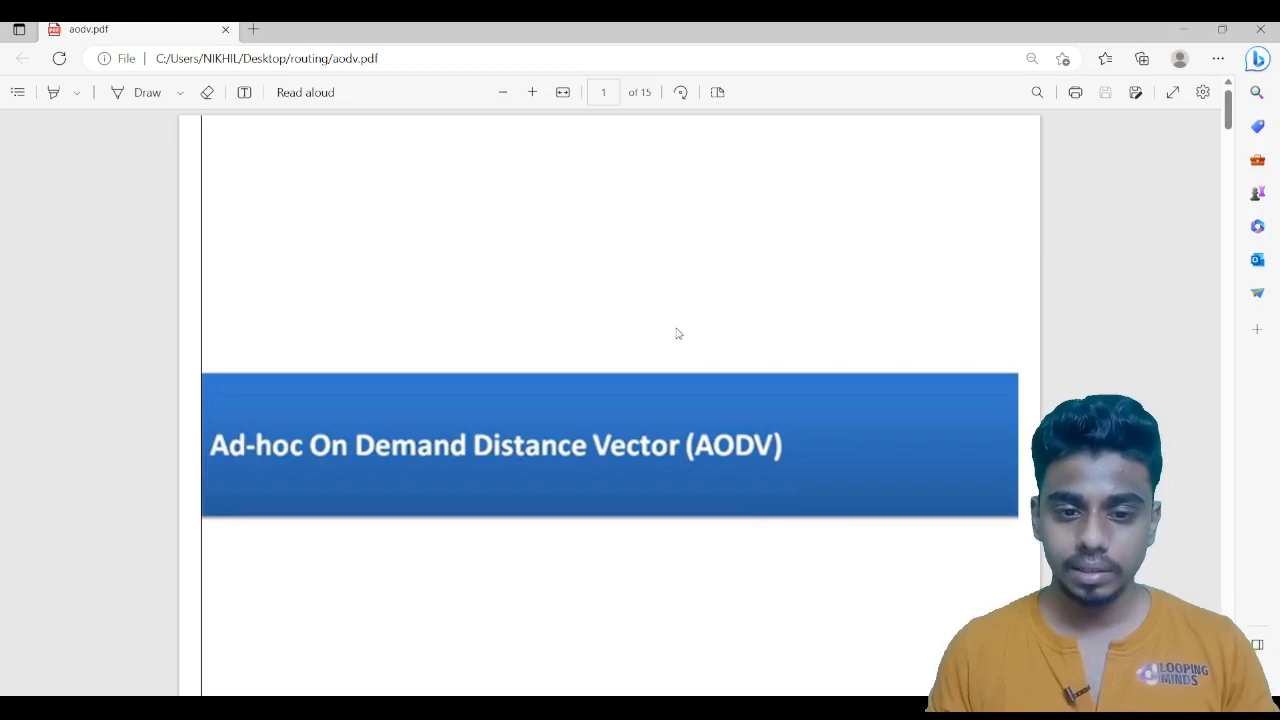 aodv.pdf
File
C:/Users/NIKHIL/Desktop/routing/aodv.pdf
Draw
Read aloud
1 of 15
Ad-hoc On Demand Distance Vector (AODV)
LOOPING
MINDS